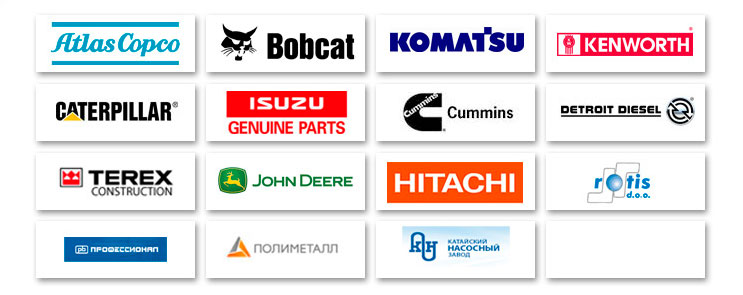 Atlas Copco
Bobcat
KOMATSU
KENWORTH
CATERPILLAR®
ISUZU
GENUINE PARTS
Cummins
Cummins
DETROIT DIESEL
TEREX
CONSTRUCTION
JOHN DEERE
HITACHI
rotis
d.o.o.
ПРОФЕССИОНАЛ
ПОЛИМЕТАЛЛ
КАТАЙСКИЙ
НАСОСНЫЙ
ЗАВОД